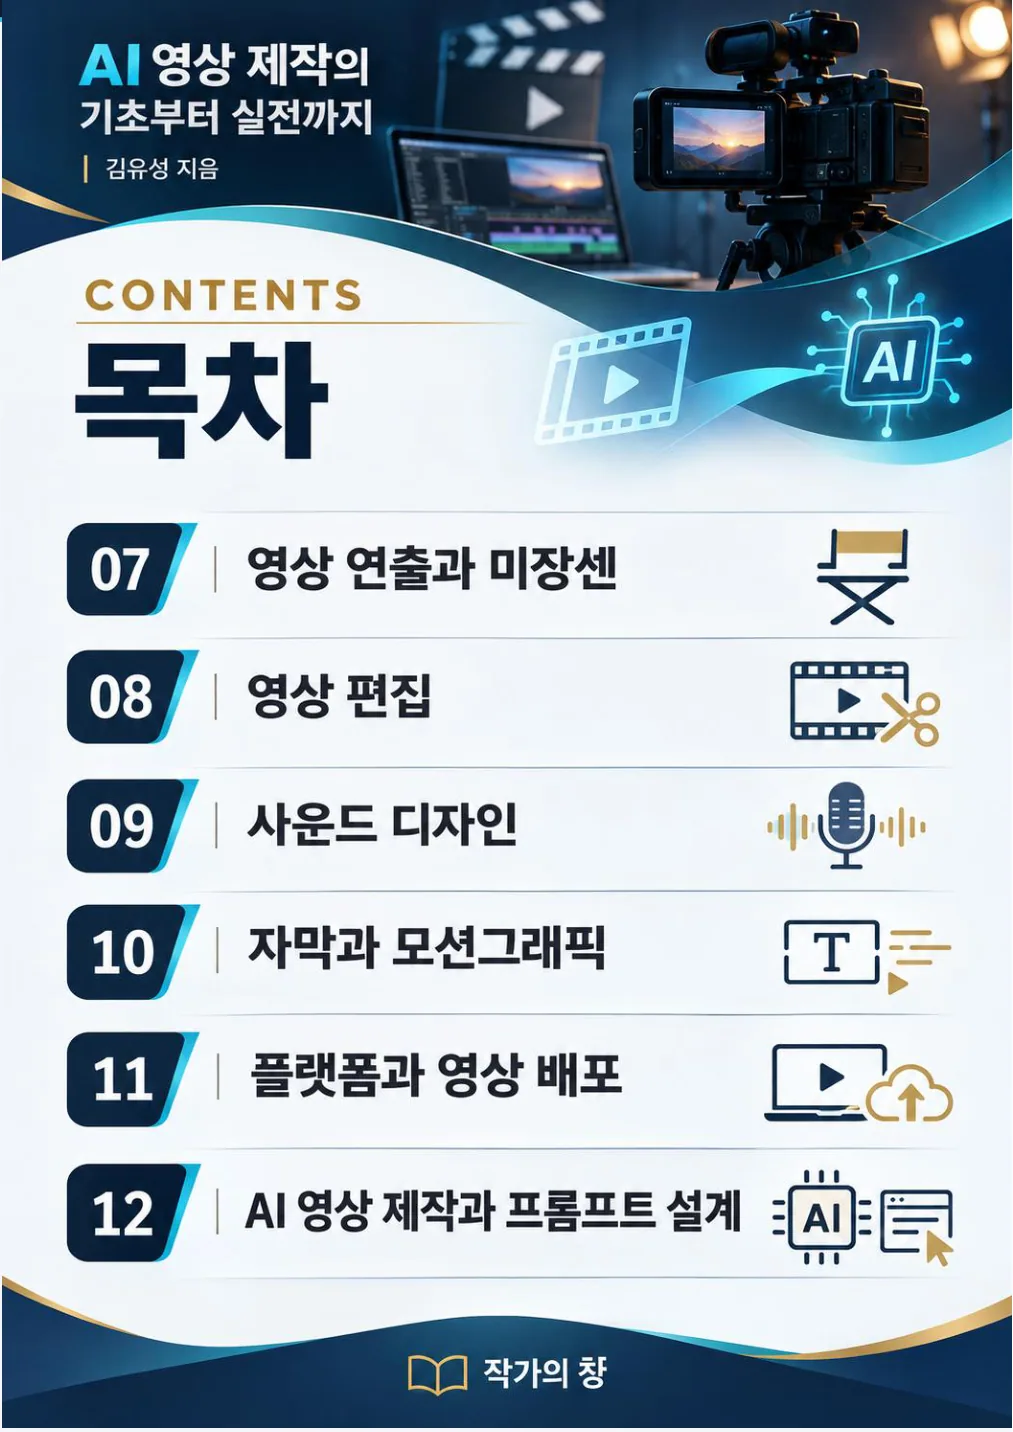 AI 영상 제작의
기초부터 실전까지
김유성 지음
CONTENTS
목차
AI
07 영상 연출과 미장센
08 영상 편집
09 사운드 디자인
10 자막과 모션그래픽
T
11 플랫폼과 영상 배포
12 AI 영상 제작과 프롬프트 설계
AI
작가의 창